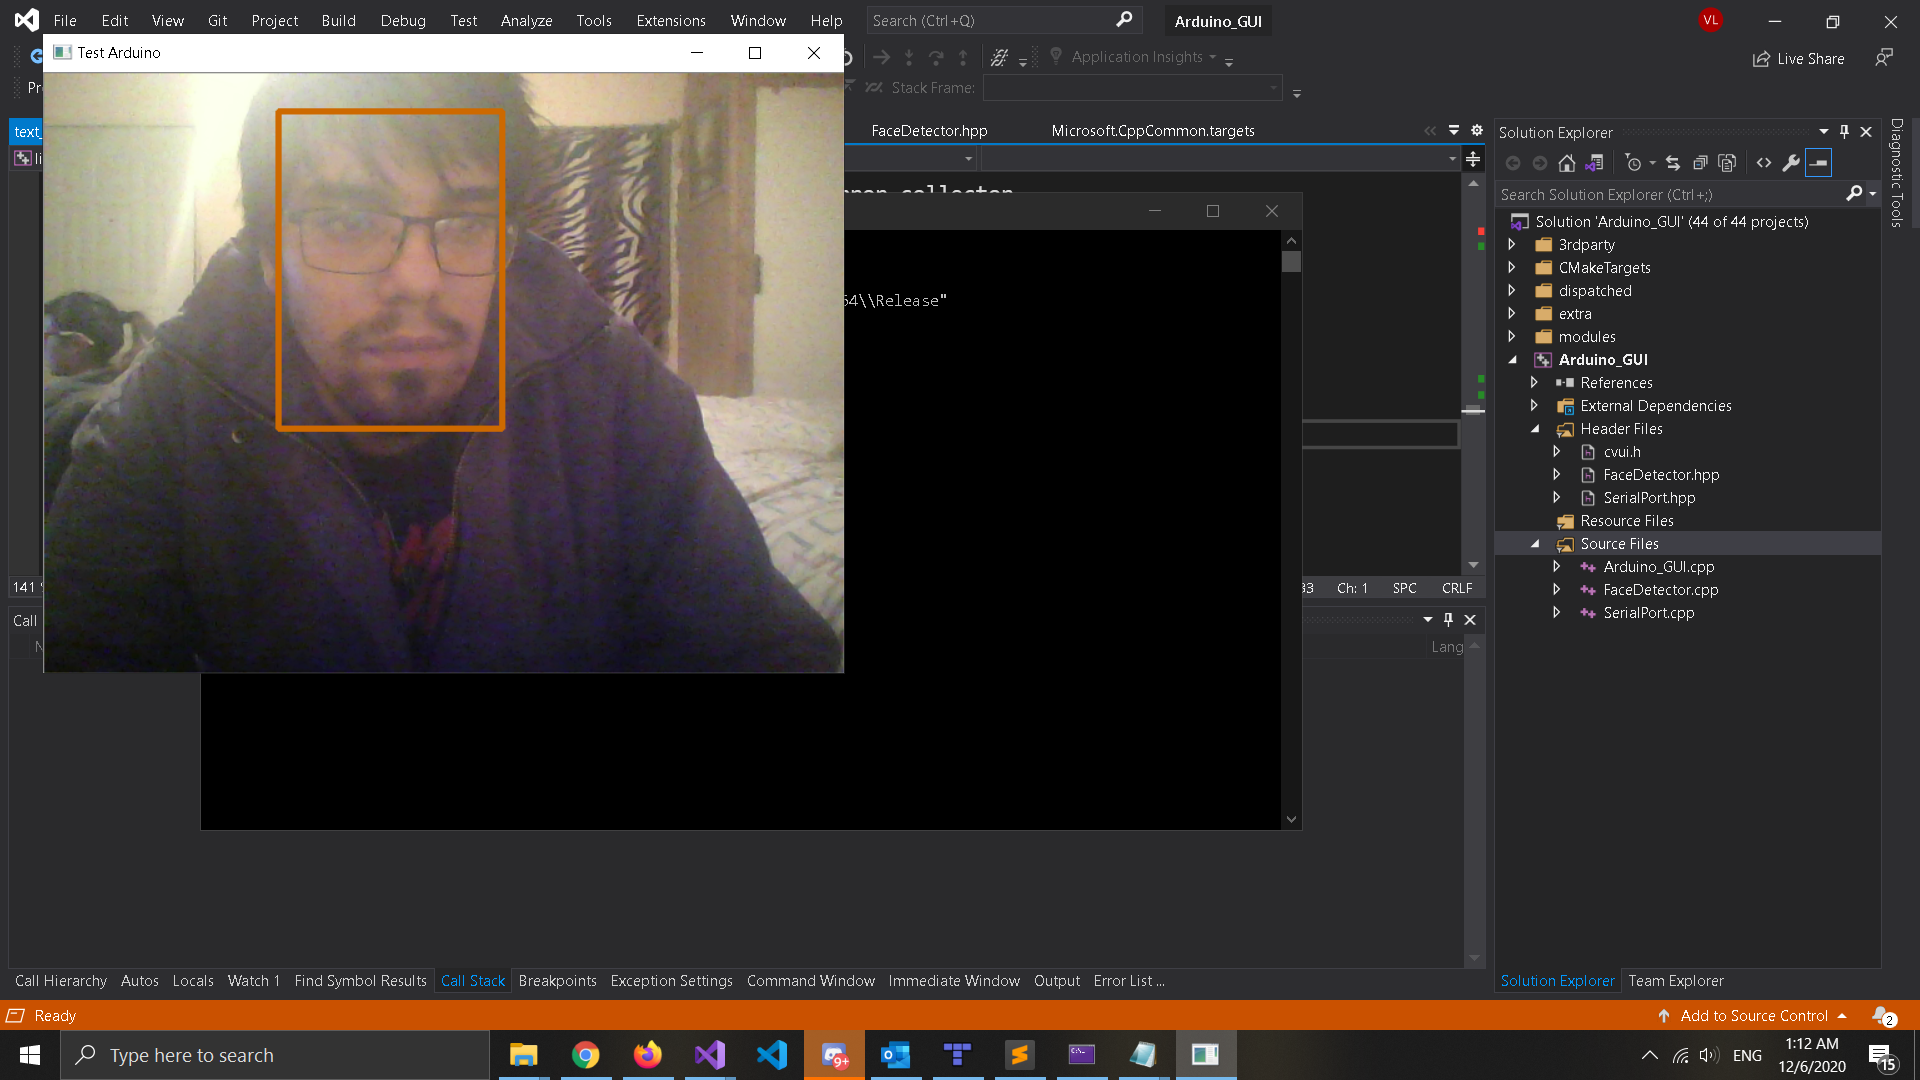 File Edit View Git Project Build Debug Test Analyze Tools Extensions Window Help Search (Ctrl+Q) Arduino_GUI VL
Test Arduino
Application Insights
Live Share
Stack Frame:
text_
FaceDetector.hpp Microsoft.CppCommon.targets
64\\Release"
141 %
Ch: 1 SPC CRLF
Call
Lang
Solution Explorer
Search Solution Explorer (Ctrl+;)
Solution 'Arduino_GUI' (44 of 44 projects)
3rdparty
CMakeTargets
dispatched
extra
modules
Arduino_GUI
References
External Dependencies
Header Files
cvui.h
FaceDetector.hpp
SerialPort.hpp
Resource Files
Source Files
Arduino_GUI.cpp
FaceDetector.cpp
SerialPort.cpp
Diagnostic Tools
Call Hierarchy Autos Locals Watch 1 Find Symbol Results Call Stack Breakpoints Exception Settings Command Window Immediate Window Output Error List ...
Solution Explorer Team Explorer
Ready
Add to Source Control 2
Type here to search
9+
ENG
1:12 AM
12/6/2020
15